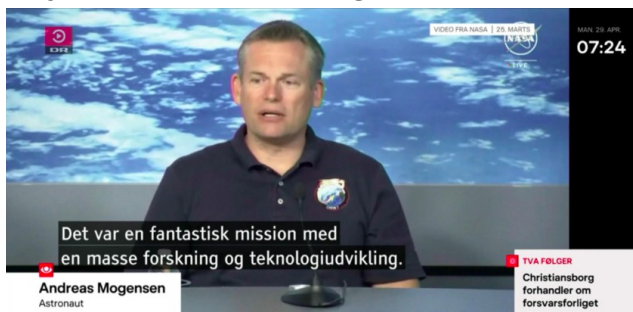 DR
VIDEO FRA NASA | 25. MARTS
NASA
LIVE
MAN. 29. APR.
07:24
Det var en fantastisk mission med
en masse forskning og teknologiudvikling.
Andreas Mogensen
Astronaut
TVA FØLGER
Christiansborg
forhandler om
forsvarsforliget